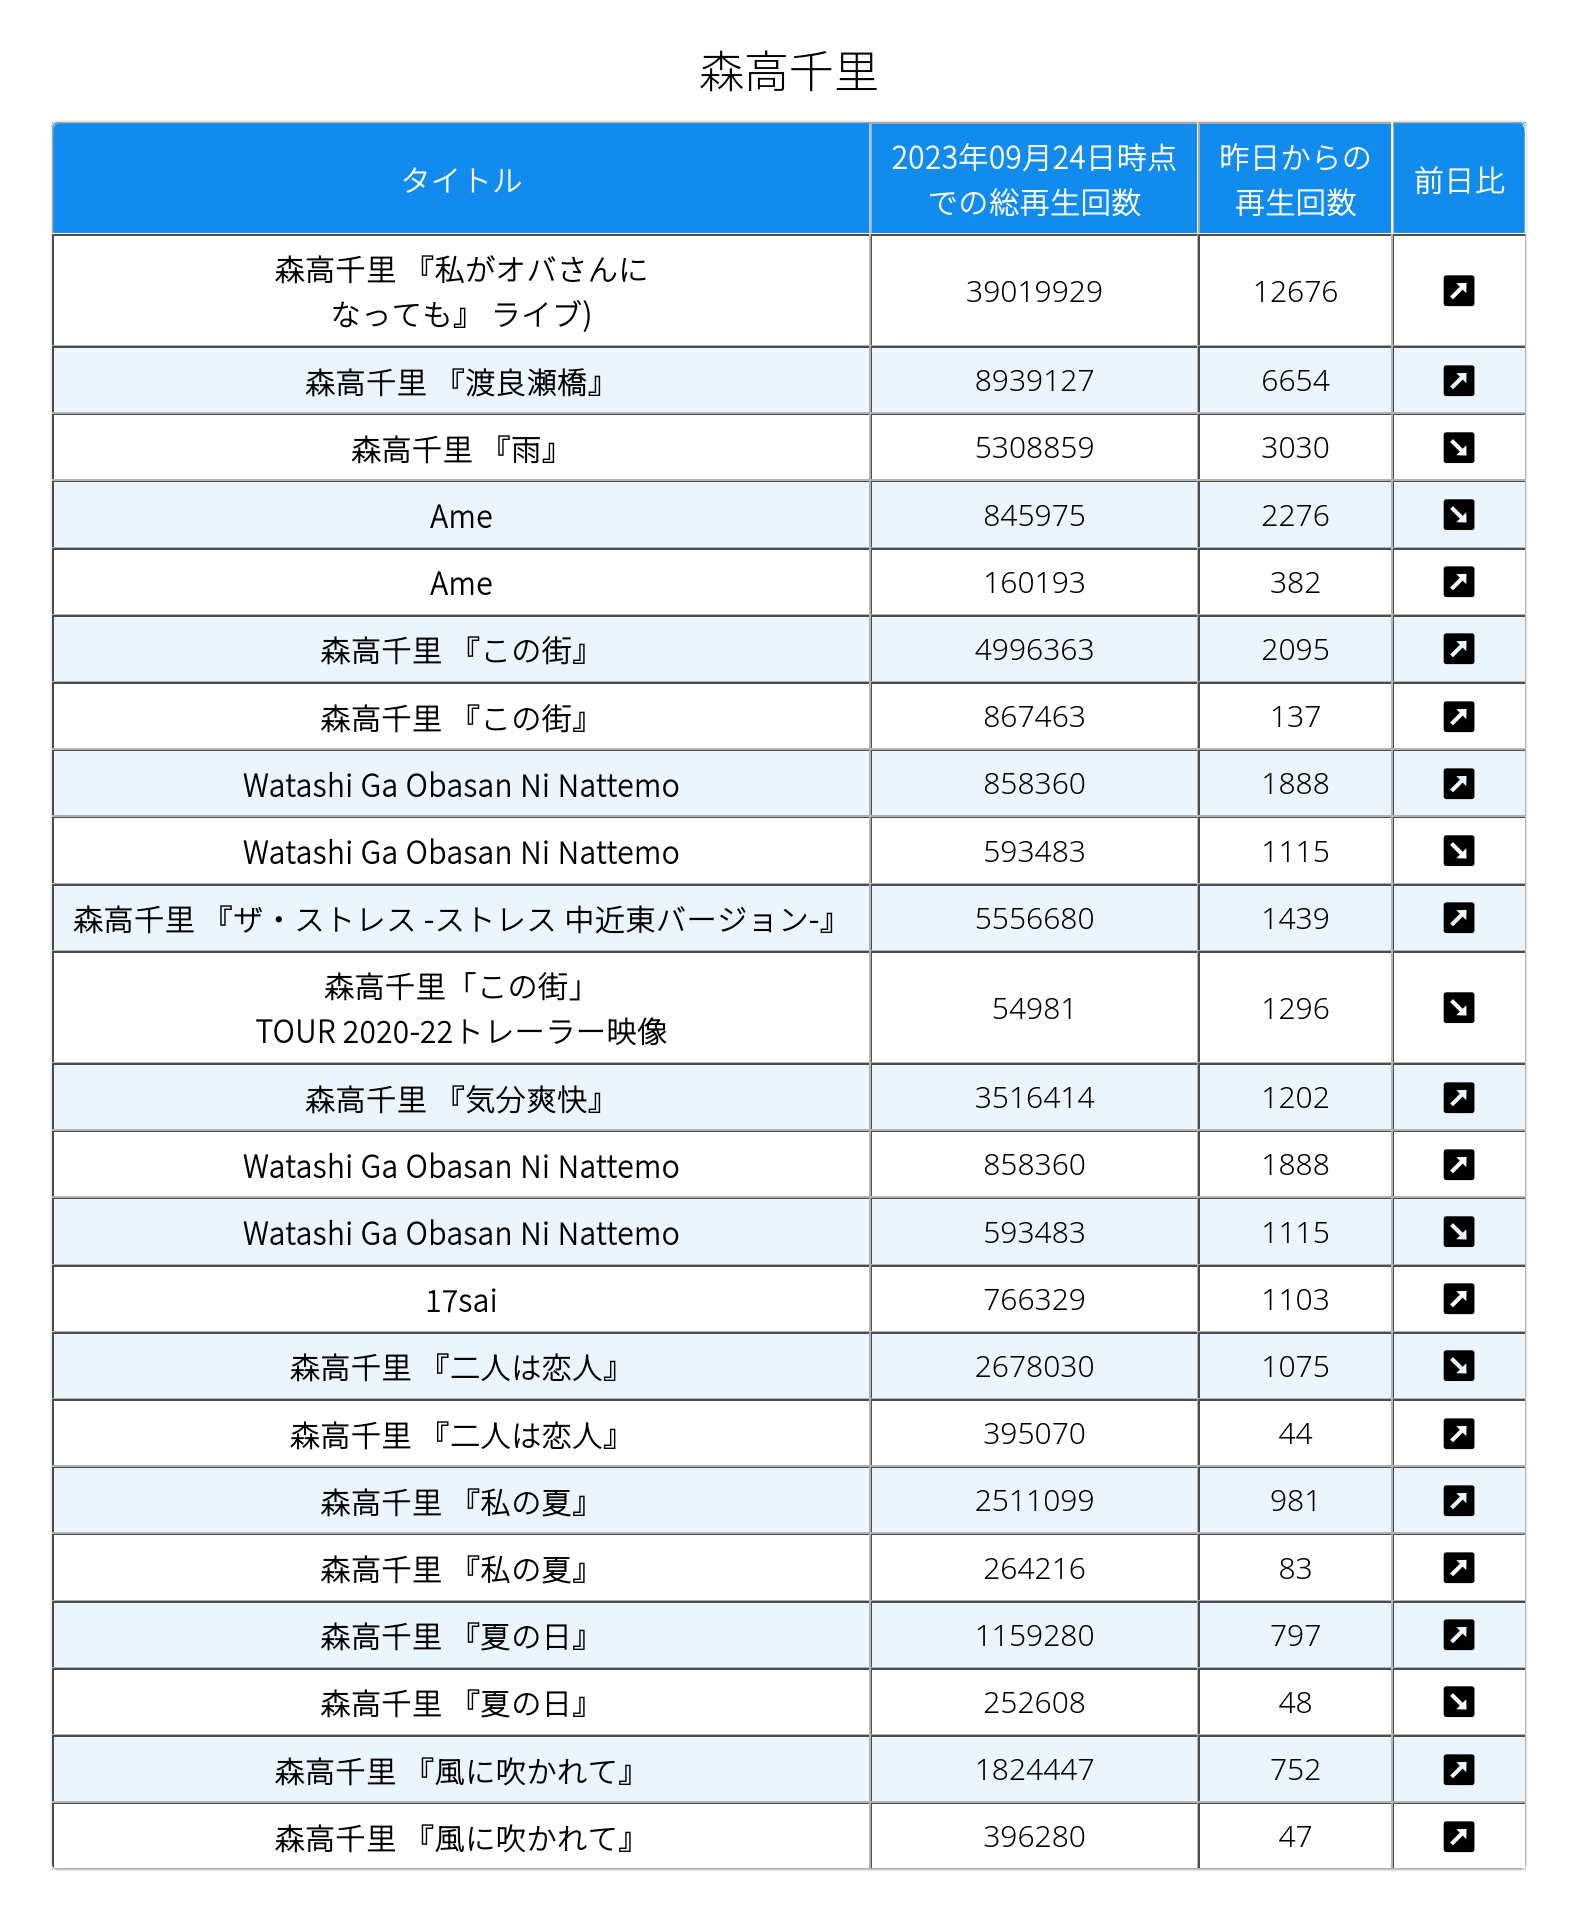 森高千里
タイトル
2023年09月24日時点
での総再生回数
昨日からの
再生回数
前日比
森高千里 『私がオバさんに
なっても』 ライブ)
39019929
12676
森高千里 『渡良瀬橋』
8939127
6654
森高千里 『雨』
5308859
3030
Ame
845975
2276
Ame
160193
382
森高千里 『この街』
4996363
2095
森高千里 『この街』
867463
137
Watashi Ga Obasan Ni Nattemo
858360
1888
Watashi Ga Obasan Ni Nattemo
593483
1115
森高千里 『ザ・ストレス -ストレス 中近東バージョン-』
5556680
1439
森高千里「この街」
TOUR 2020-22トレーラー映像
54981
1296
森高千里 『気分爽快』
3516414
1202
Watashi Ga Obasan Ni Nattemo
858360
1888
Watashi Ga Obasan Ni Nattemo
593483
1115
17sai
766329
1103
森高千里 『二人は恋人』
2678030
1075
森高千里 『二人は恋人』
395070
44
森高千里 『私の夏』
2511099
981
森高千里 『私の夏』
264216
83
森高千里 『夏の日』
1159280
797
森高千里 『夏の日』
252608
48
森高千里 『風に吹かれて』
1824447
752
森高千里 『風に吹かれて』
396280
47